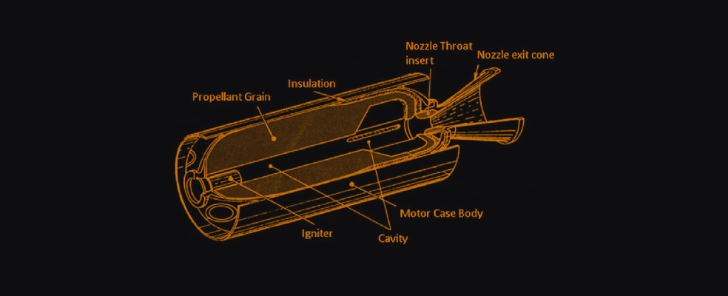 Nozzle Throat
insert
Nozzle exit cone
Insulation
Propellant Grain
Motor Case Body
Igniter
Cavity